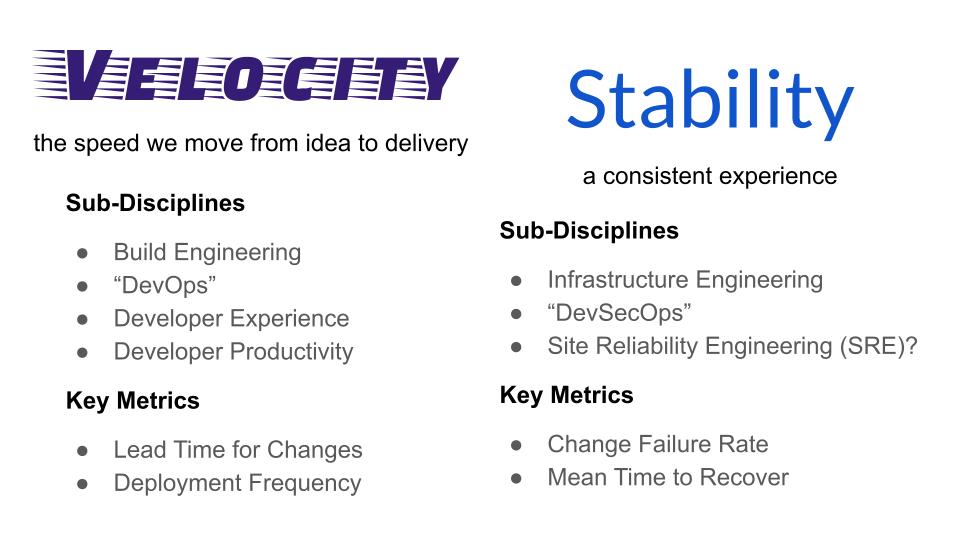 VELOCITY
the speed we move from idea to delivery
Sub-Disciplines
● Build Engineering
● “DevOps”
● Developer Experience
● Developer Productivity
Key Metrics
● Lead Time for Changes
● Deployment Frequency
Stability
a consistent experience
Sub-Disciplines
● Infrastructure Engineering
● “DevSecOps”
● Site Reliability Engineering (SRE)?
Key Metrics
● Change Failure Rate
● Mean Time to Recover